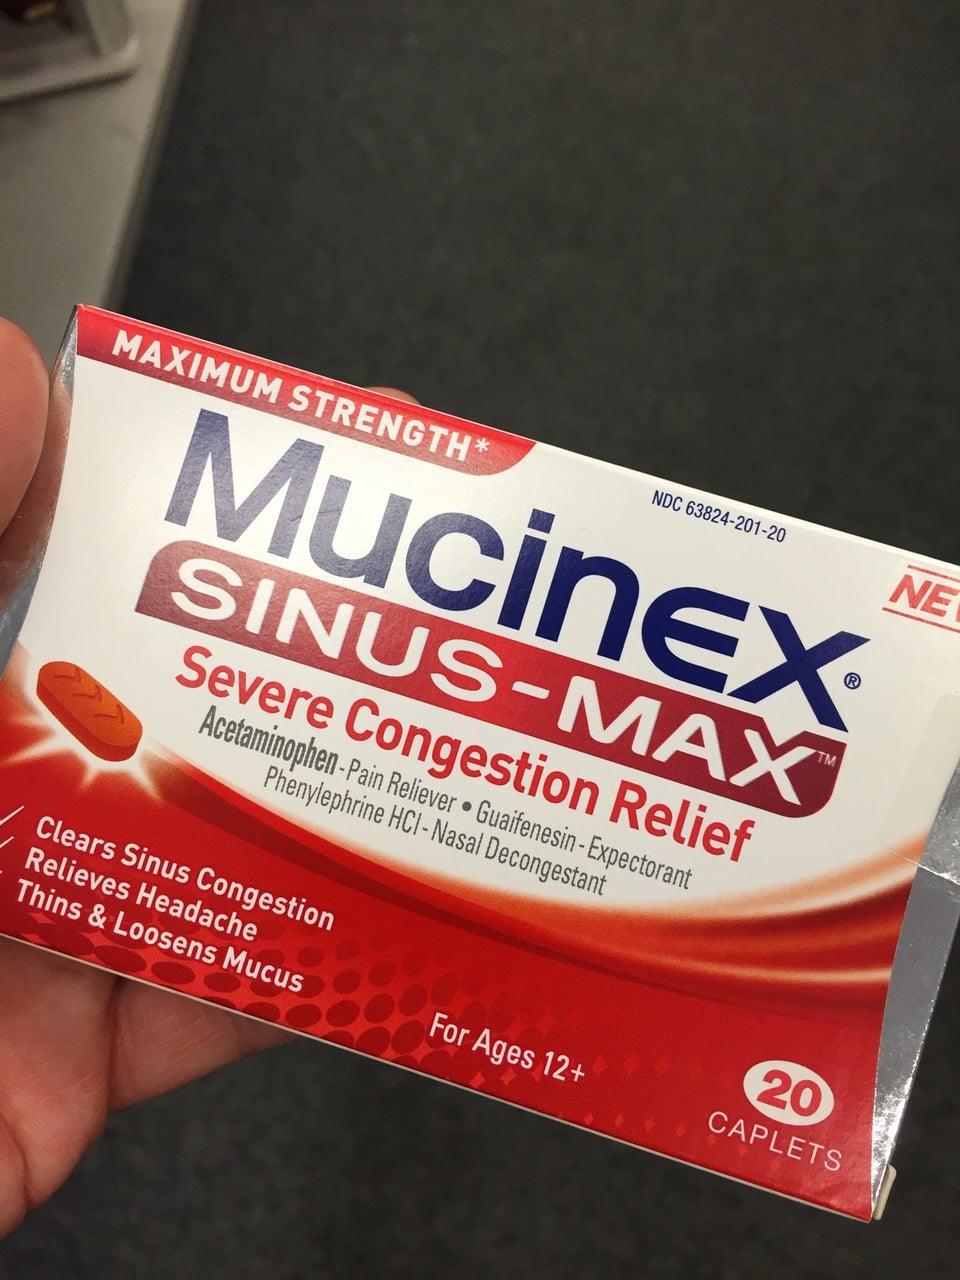 MAXIMUM STRENGTH*
NDC 63824-201-20
Mucinex®
SINUS-MAX™
Severe Congestion Relief
Acetaminophen - Pain Reliever • Guaifenesin - Expectorant
Phenylephrine HCl - Nasal Decongestant
Clears Sinus Congestion
Relieves Headache
Thins & Loosens Mucus
For Ages 12+
20
CAPLETS